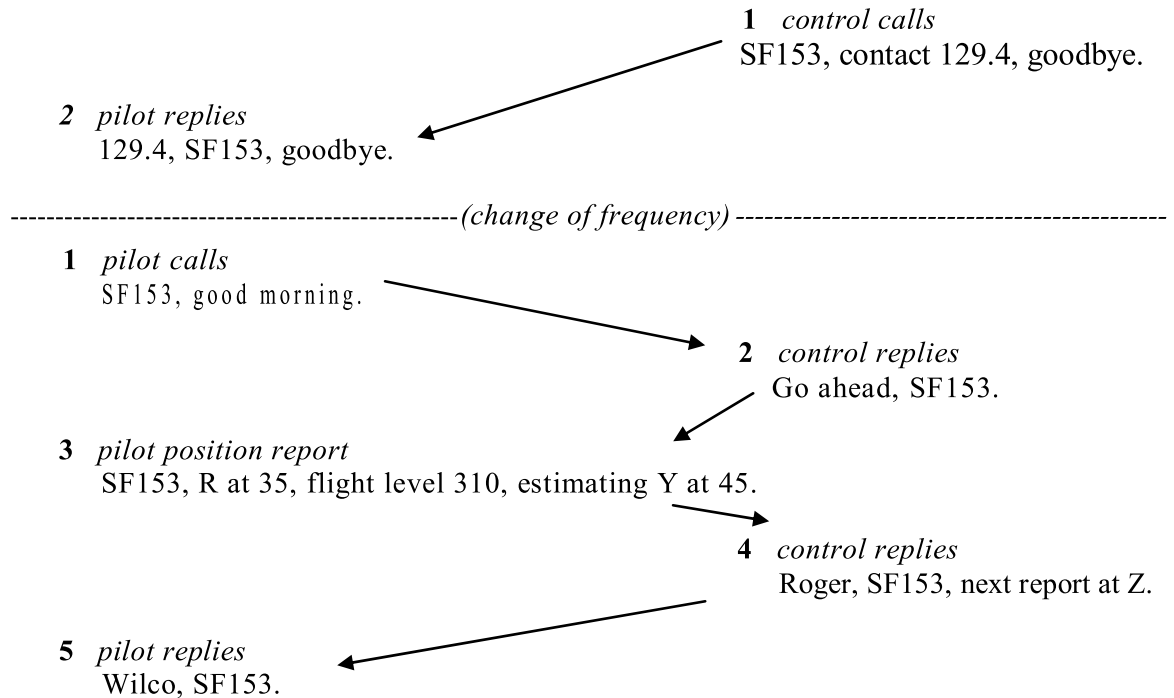 1 control calls
SF153, contact 129.4, goodbye.
2 pilot replies
129.4, SF153, goodbye.
(change of frequency)
1 pilot calls
SF153, good morning.
2 control replies
Go ahead, SF153.
3 pilot position report
SF153, R at 35, flight level 310, estimating Y at 45.
4 control replies
Roger, SF153, next report at Z.
5 pilot replies
Wilco, SF153.